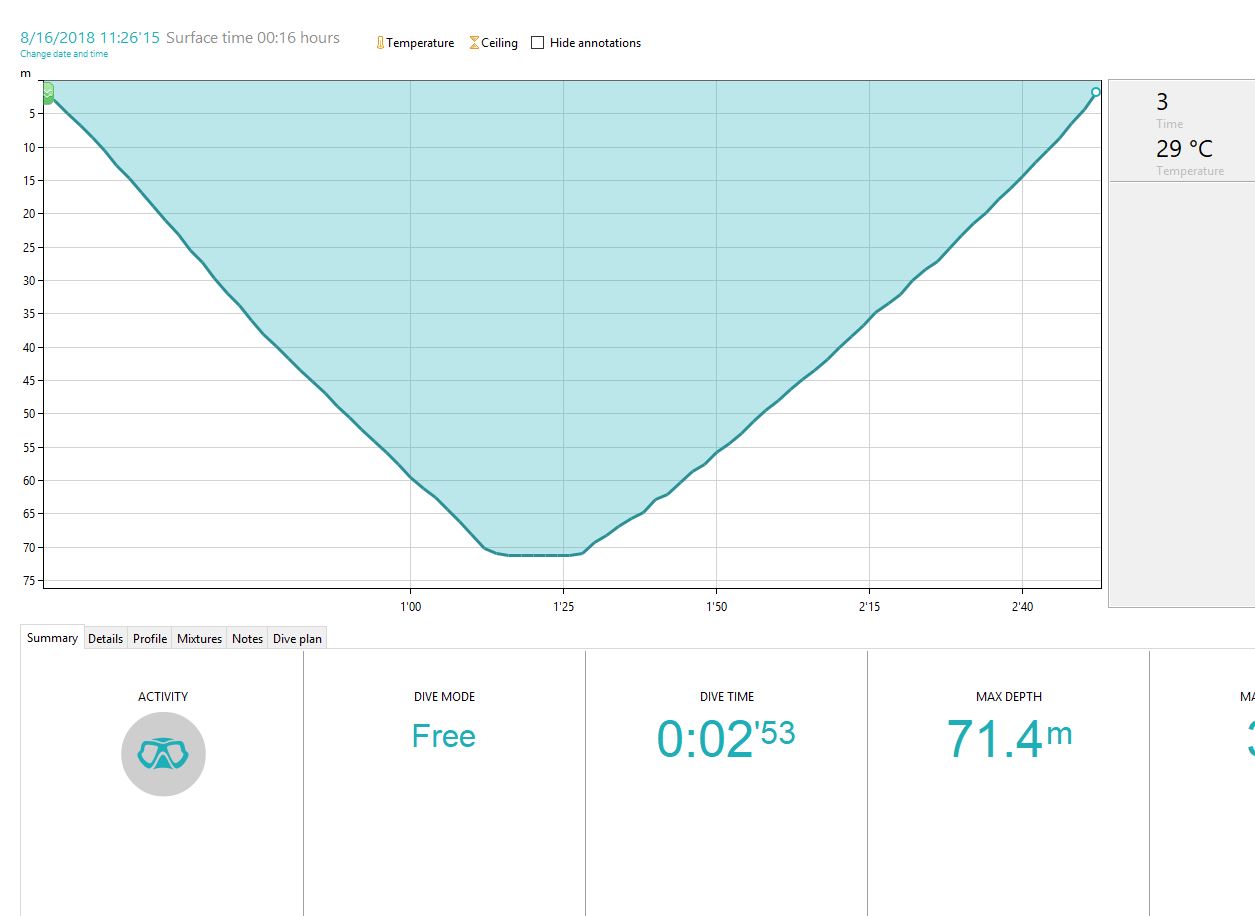 8/16/2018 11:26'15 Surface time 00:16 hours
Change date and time
Temperature Ceiling Hide annotations
m
5
10
15
20
25
30
35
40
45
50
55
60
65
70
75
1'00 1'25 1'50 2'15 2'40
3
Time
29 °C
Temperature
Summary Details Profile Mixtures Notes Dive plan
ACTIVITY DIVE MODE DIVE TIME MAX DEPTH
Free 0:02'53 71.4 m